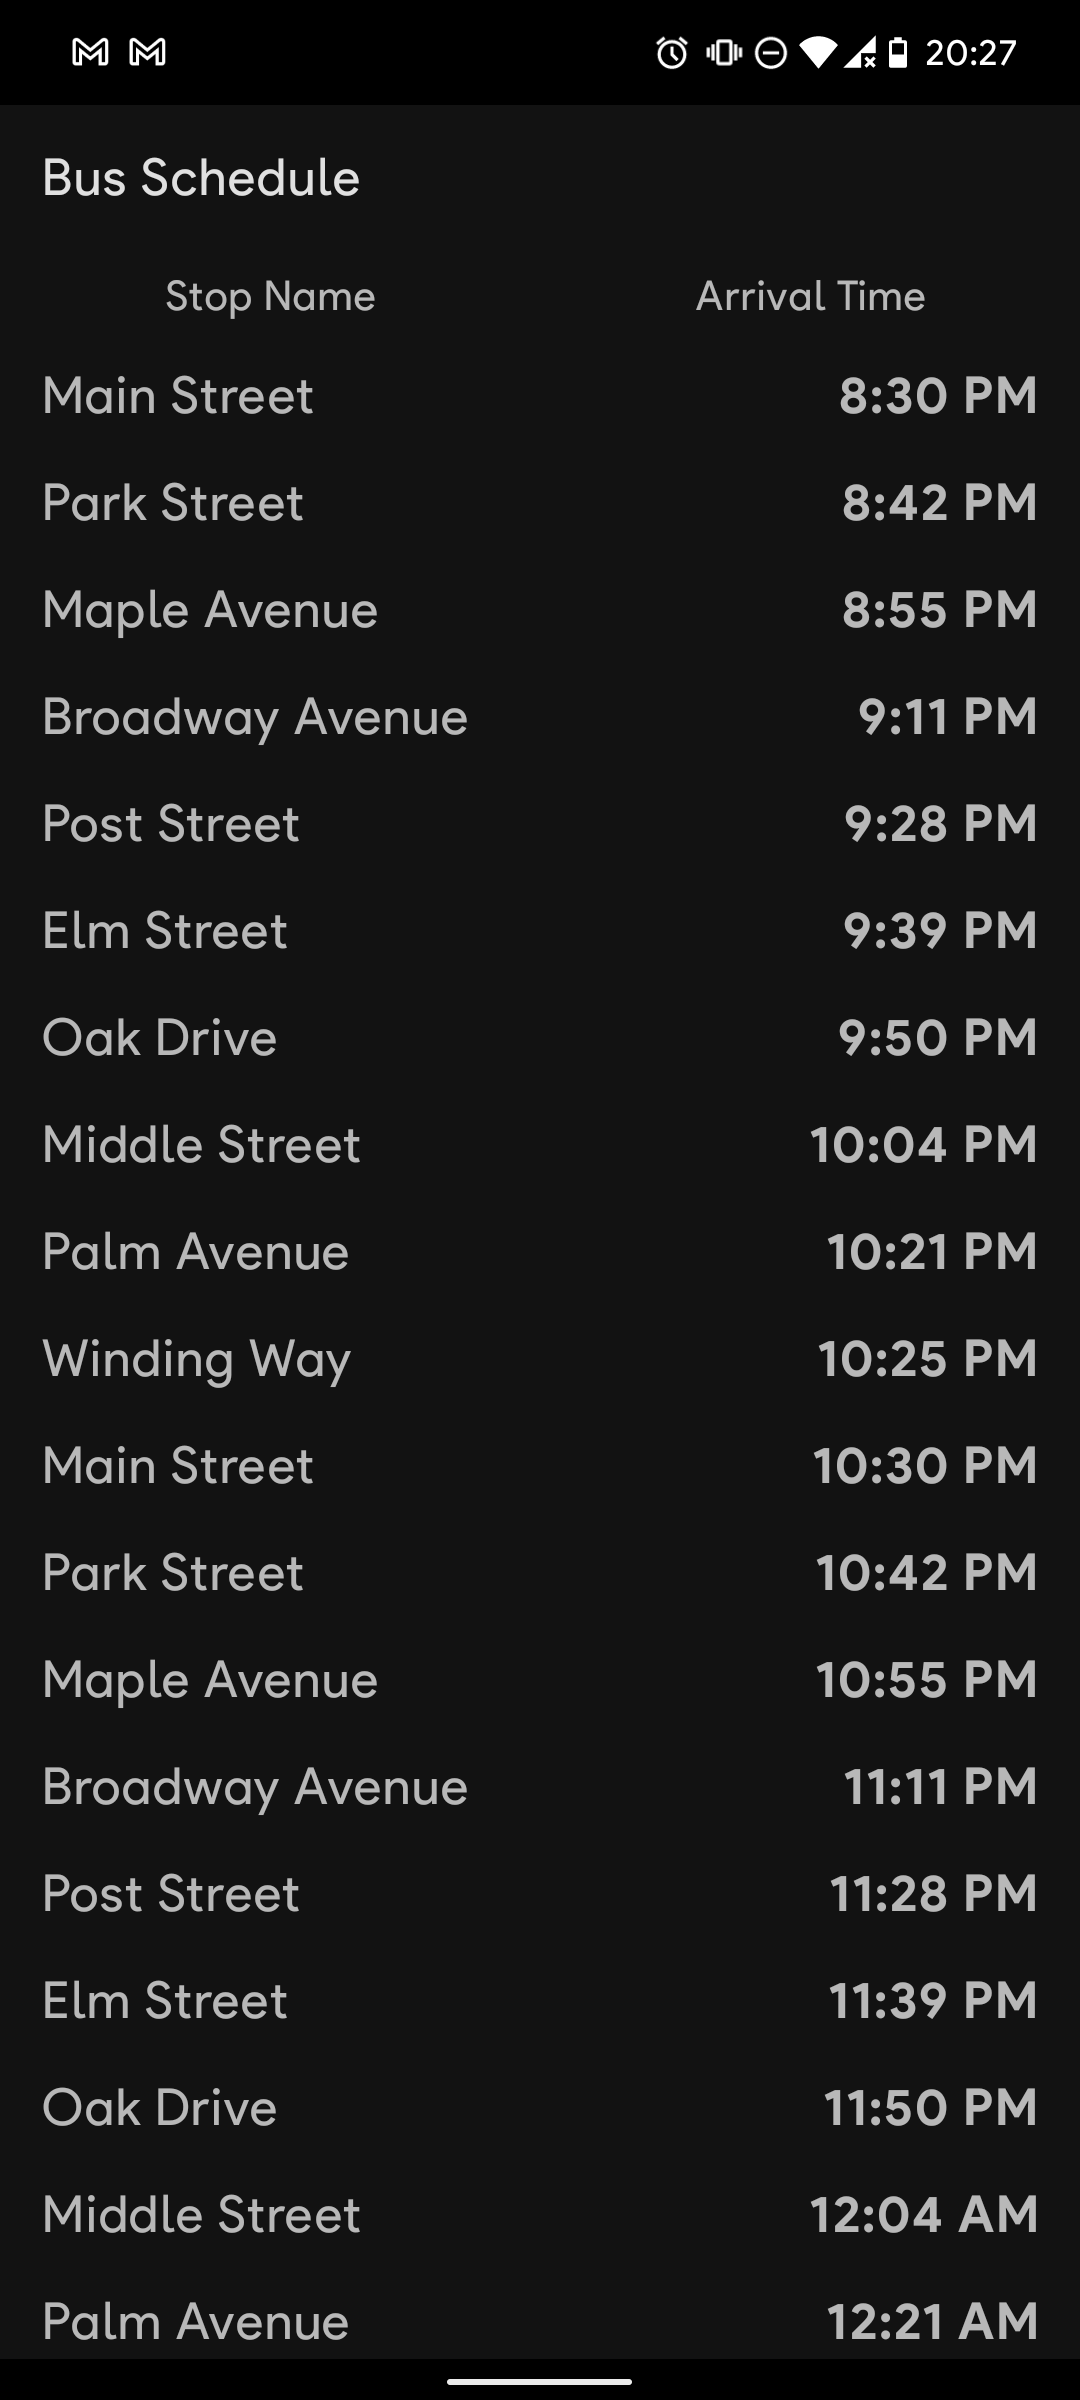 20:27
Bus Schedule
Stop Name Arrival Time
Main Street 8:30 PM
Park Street 8:42 PM
Maple Avenue 8:55 PM
Broadway Avenue 9:11 PM
Post Street 9:28 PM
Elm Street 9:39 PM
Oak Drive 9:50 PM
Middle Street 10:04 PM
Palm Avenue 10:21 PM
Winding Way 10:25 PM
Main Street 10:30 PM
Park Street 10:42 PM
Maple Avenue 10:55 PM
Broadway Avenue 11:11 PM
Post Street 11:28 PM
Elm Street 11:39 PM
Oak Drive 11:50 PM
Middle Street 12:04 AM
Palm Avenue 12:21 AM